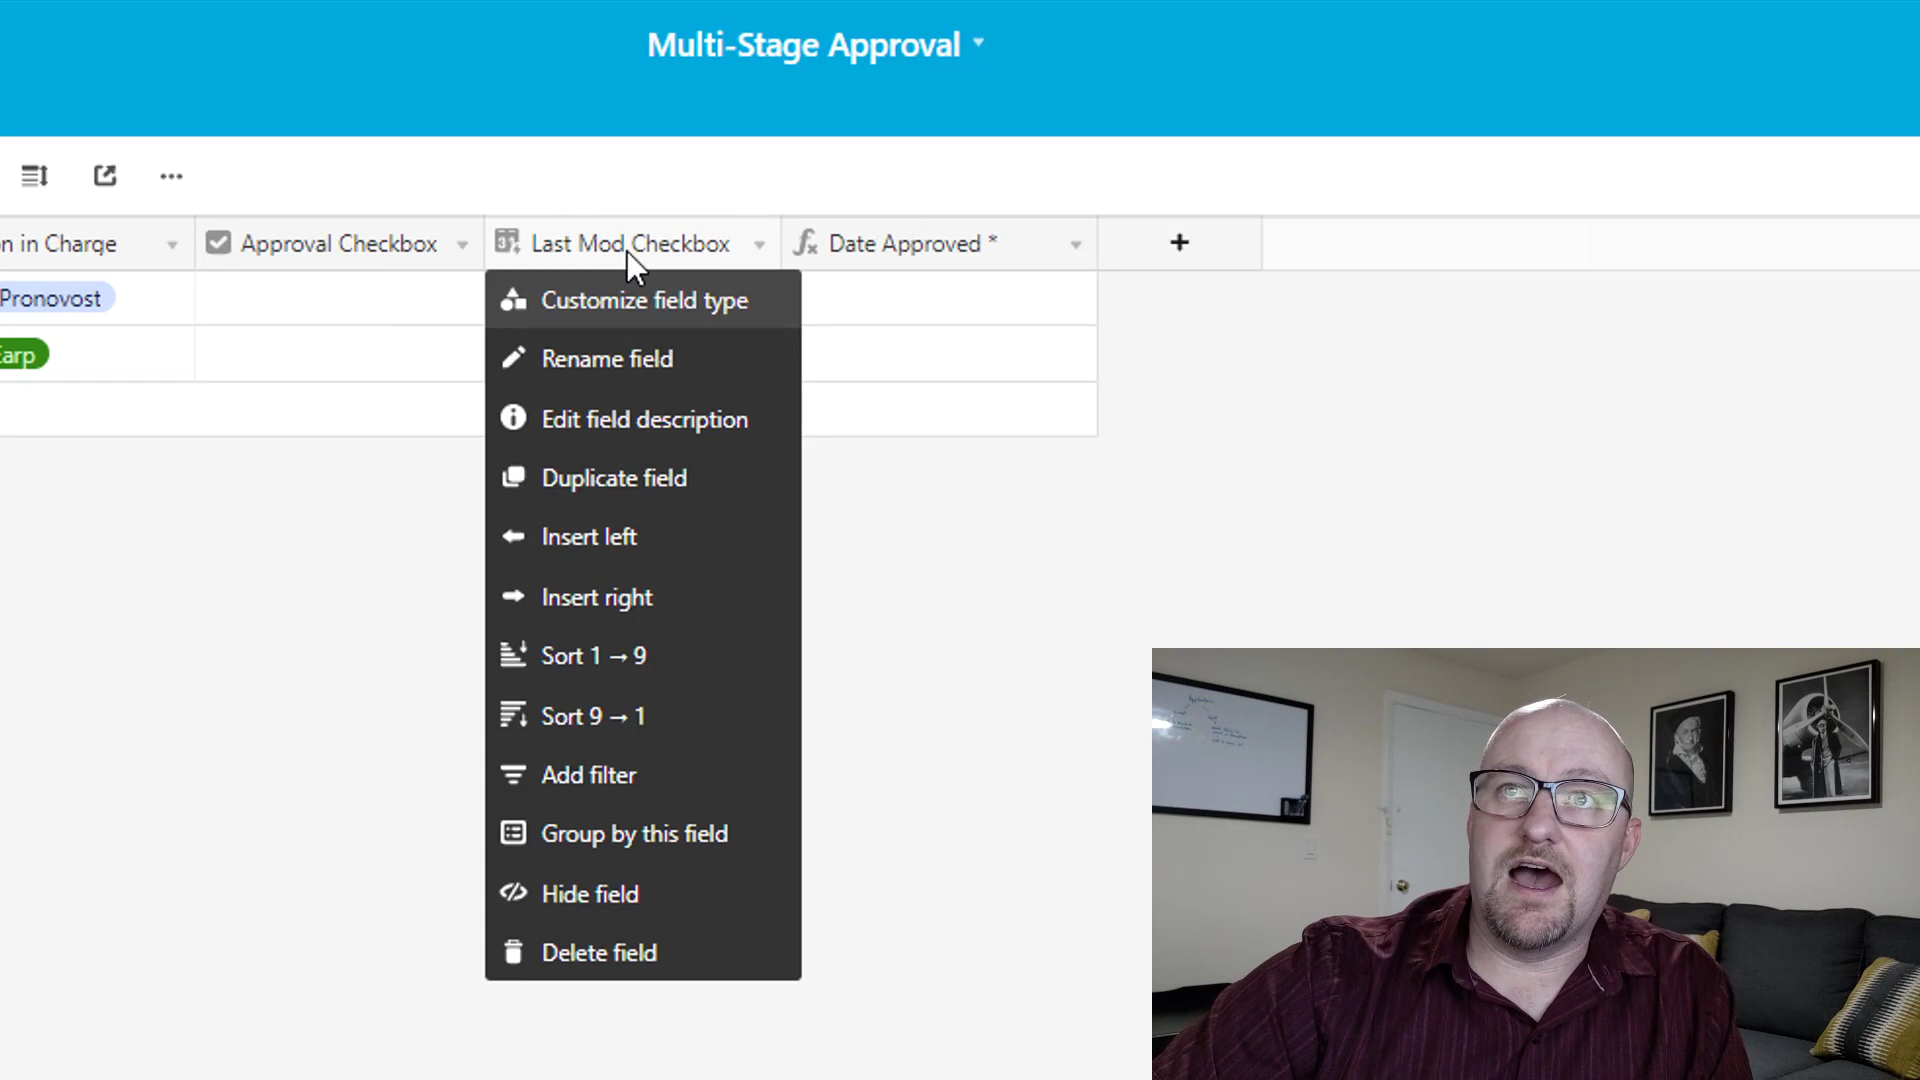 Multi-Stage Approval
n in Charge
Approval Checkbox
Last Mod Checkbox
Date Approved *
+
Pronovost
Earp
Customize field type
Rename field
Edit field description
Duplicate field
Insert left
Insert right
Sort 1 → 9
Sort 9 → 1
Add filter
Group by this field
Hide field
Delete field